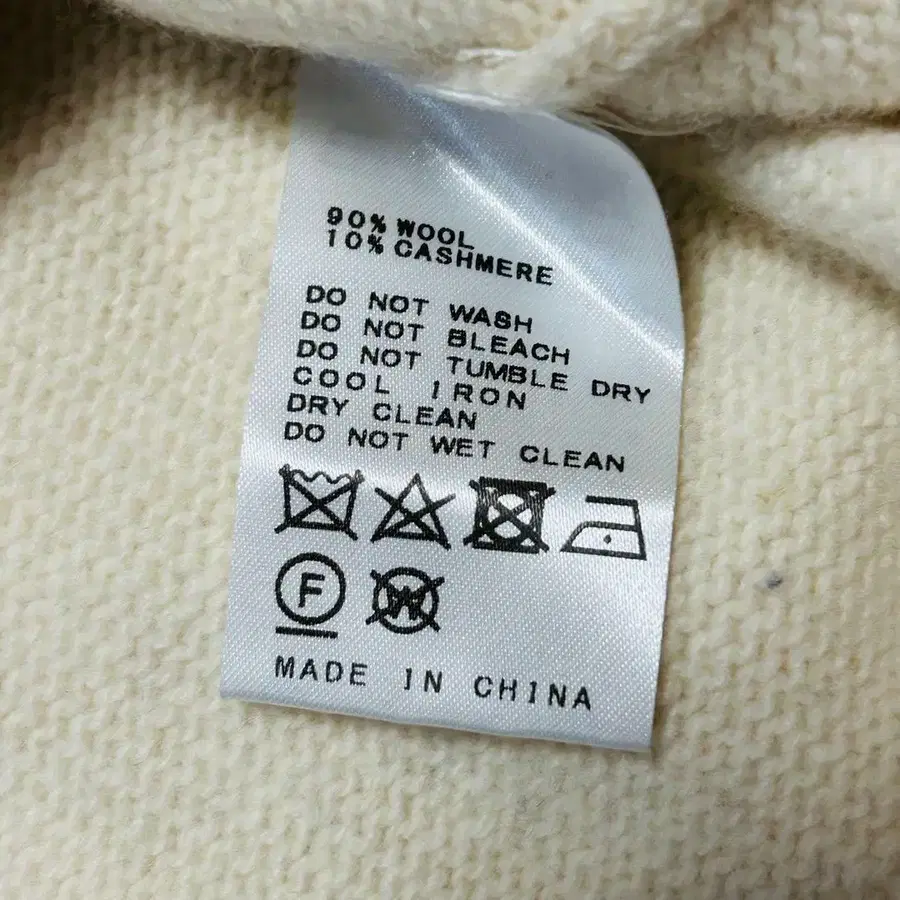 90% WOOL
10% CASHMERE
DO NOT WASH
DO NOT BLEACH
DO NOT TUMBLE DRY
COOL IRON
DRY CLEAN
DO NOT WET CLEAN
F W
MADE IN CHINA